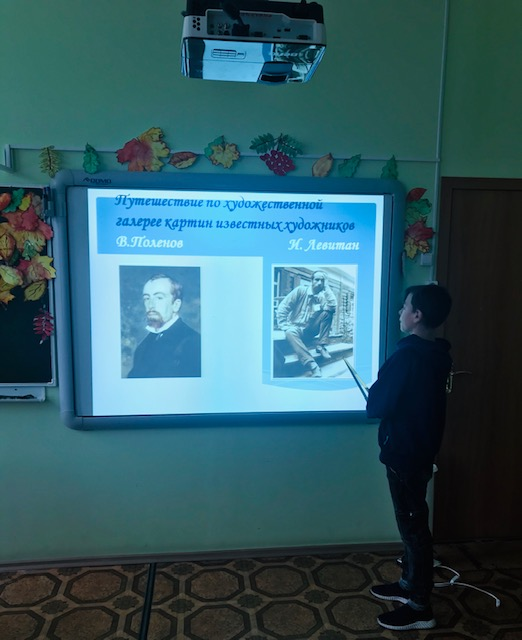 Путешествие по художественной
галерее картин известных художников
В.Поленов И. Левитан